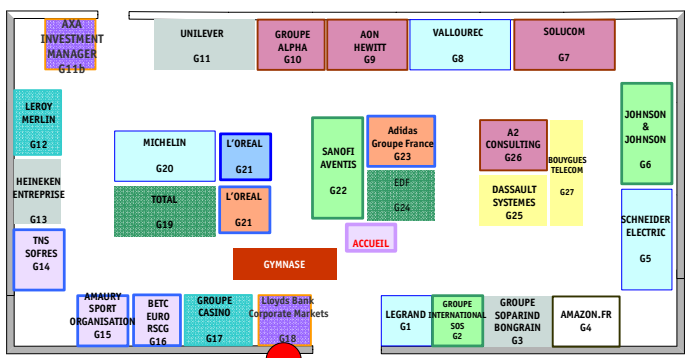 AXA
INVESTMENT
MANAGER
G11b
UNILEVER
G11
GROUPE
ALPHA
G10
AON
HEWITT
G9
VALLOUREC
G8
SOLUCOM
G7
LEROY
MERLIN
G12
MICHELIN
G20
L'OREAL
G21
SANOFI
AVENTIS
G22
Adidas
Groupe France
G23
A2
CONSULTING
G26
BOUYGUES
TELECOM
G27
JOHNSON
&
JOHNSON
G6
HEINEKEN
ENTREPRISE
G13
TOTAL
G19
L'OREAL
G21
EDF
G24
DASSAULT
SYSTEMES
G25
SCHNEIDER
ELECTRIC
G5
TNS
SOFRES
G14
ACCUEIL
GYMNASE
AMAURY
SPORT
ORGANISATION
G15
BETC
EURO
RSCG
G16
GROUPE
CASINO
G17
Lloyds Bank
Corporate Markets
G18
LEGRAND
G1
GROUPE
INTERNATIONAL
SOS
G2
GROUPE
SOPARIND
BONGRAIN
G3
AMAZON.FR
G4